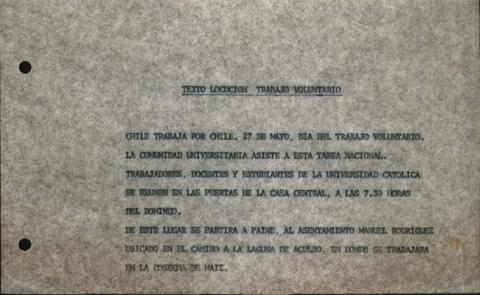 TEXTO LOCUCION TRABAJO VOLUNTARIO
CHILE TRABAJA POR CHILE, 27 DE MAYO, DIA DEL TRABAJO VOLUNTARIO.
LA COMUNIDAD UNIVERSITARIA ASISTE A ESTA TAREA NACIONAL.
TRABAJADORES, DOCENTES Y ESTUDIANTES DE LA UNIVERSIDAD CATOLICA
SE REUNEN EN LAS PUERTAS DE LA CASA CENTRAL, A LAS 7.30 HORAS
DEL DOMINGO.
DE ESTE LUGAR SE PARTIRA A PAINE, AL ASENTAMIENTO MANUEL RODRIGUEZ
UBICADO EN EL CAMINO A LA LAGUNA DE ACULEO, EN DONDE SE TRABAJARA
EN LA COSECHA DE MAIZ.